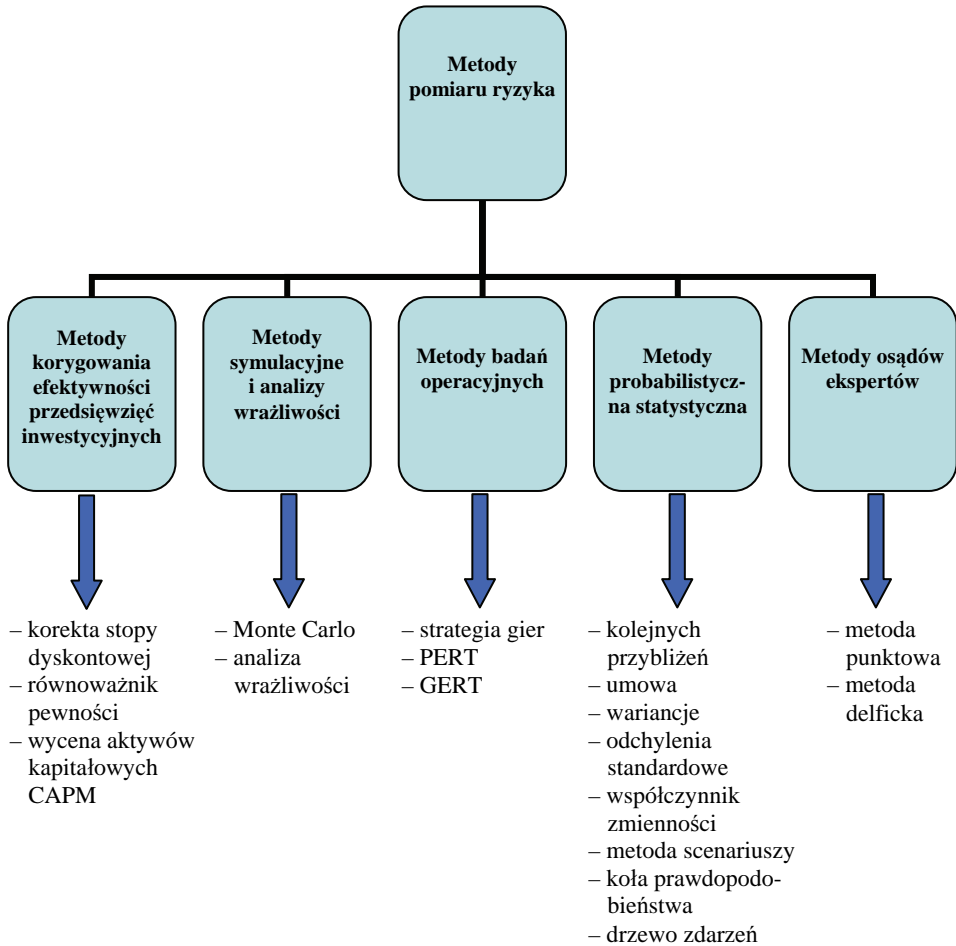 Metody
pomiaru ryzyka
Metody
korygowania
efektywności
przedsięwzięć
inwestycyjnych
Metody
symulacyjne
i analizy
wrażliwości
Metody badań
operacyjnych
Metody
probabilistycz-
na statystyczna
Metody osądów
ekspertów
– korekta stopy
dyskontowej
– równoważnik
pewności
– wycena aktywów
kapitałowych
CAPM
– Monte Carlo
– analiza
wrażliwości
– strategia gier
– PERT
– GERT
– kolejnych
przybliżeń
– umowa
– wariancje
– odchylenia
standardowe
– współczynnik
zmienności
– metoda scenariuszy
– koła prawdopodo-
bieństwa
– drzewo zdarzeń
– metoda
punktowa
– metoda
delficka